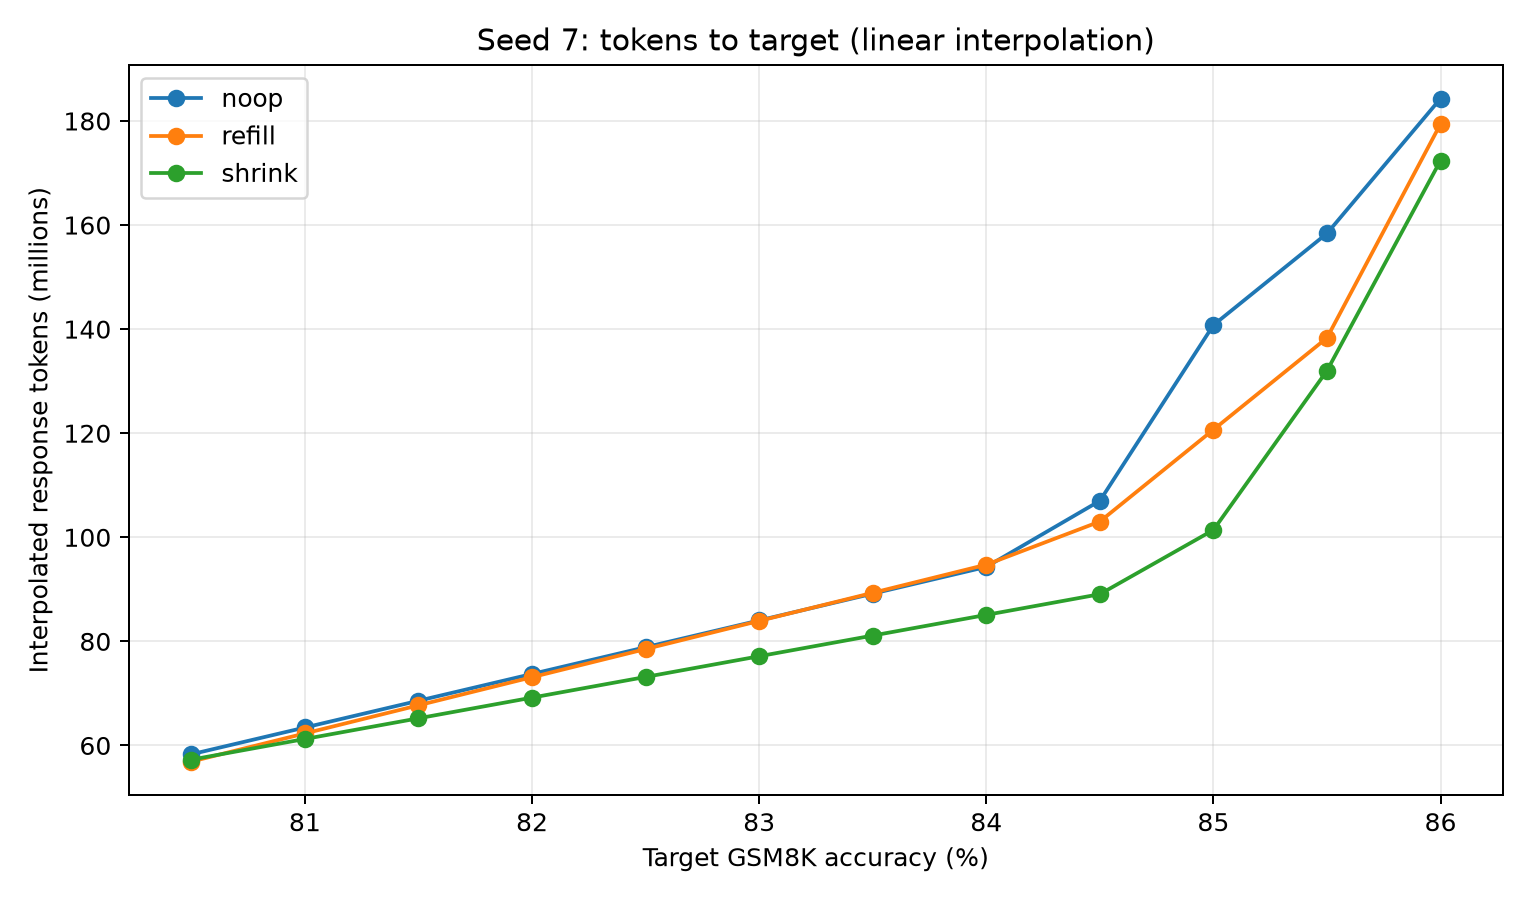 Seed 7: tokens to target (linear interpolation)
noop
refill
shrink
Interpolated response tokens (millions)
180
160
140
120
100
80
60
81 82 83 84 85 86
Target GSM8K accuracy (%)